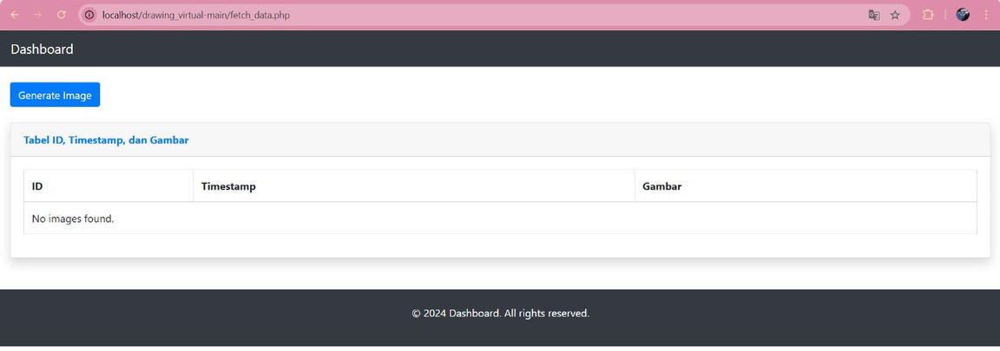 localhost/drawing_virtual-main/fetch_data.php
Dashboard
Generate Image
Tabel ID, Timestamp, dan Gambar
ID Timestamp Gambar
No images found.
© 2024 Dashboard. All rights reserved.